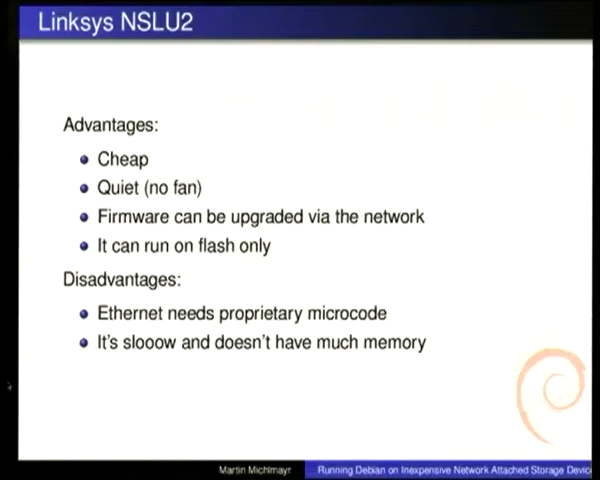 Linksys NSLU2
Advantages:
Cheap
Quiet (no fan)
Firmware can be upgraded via the network
It can run on flash only
Disadvantages:
Ethernet needs proprietary microcode
It's slooow and doesn't have much memory
Martin Michlmayr
Running Debian on Inexpensive Network Attached Storage Devic